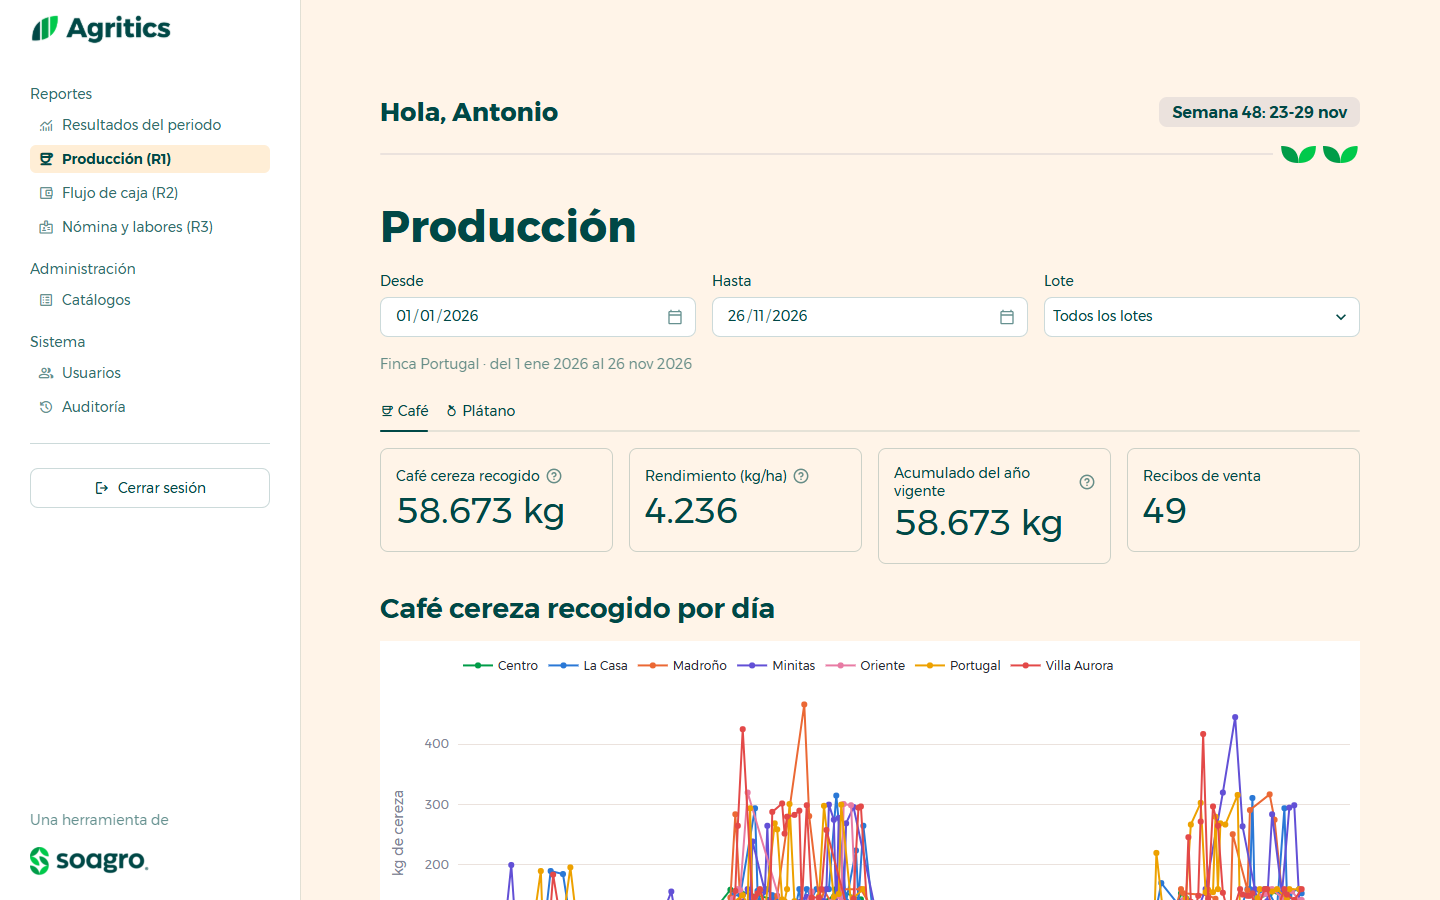 Agritics
Reportes
Resultados del periodo
Producción (R1)
Flujo de caja (R2)
Nómina y labores (R3)
Administración
Catálogos
Sistema
Usuarios
Auditoría
Cerrar sesión
Una herramienta de
soagro.
Hola, Antonio
Semana 48: 23-29 nov
Producción
Desde
Hasta
Lote
01/01/2026
26/11/2026
Todos los lotes
Finca Portugal · del 1 ene 2026 al 26 nov 2026
Café
Plátano
Café cereza recogido
58.673 kg
Rendimiento (kg/ha)
4.236
Acumulado del año
vigente
58.673 kg
Recibos de venta
49
Café cereza recogido por día
Centro
La Casa
Madroño
Minitas
Oriente
Portugal
Villa Aurora
400
300
200
kg de cereza